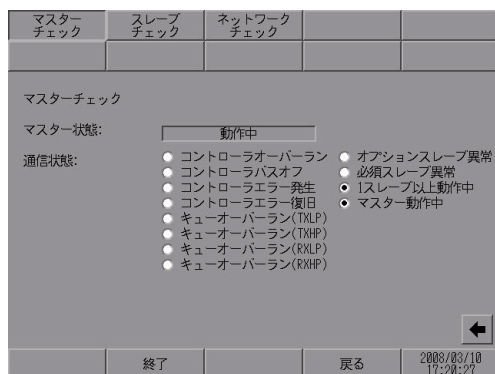 マスター
チェック
スレーブ
チェック
ネットワーク
チェック
マスターチェック
マスター状態:
動作中
通信状態:
コントローラオーバーラン
コントローラバスオフ
コントローラエラー発生
コントローラエラー復旧
キューオーバーラン(TXLP)
キューオーバーラン(TXHP)
キューオーバーラン(RXLP)
キューオーバーラン(RXHP)
オプションスレーブ異常
必須スレーブ異常
1スレーブ以上動作中
マスター動作中
終了
戻る
2008/03/10
17:20:27